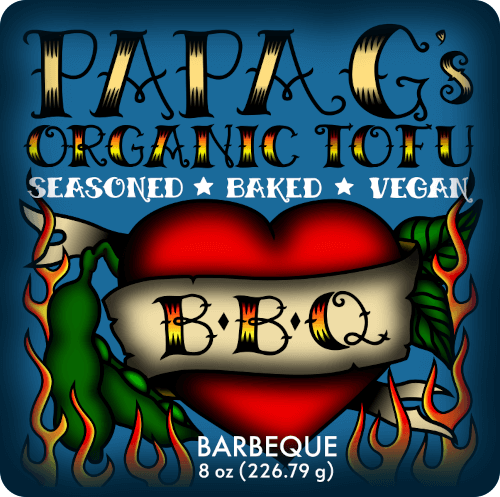 PAPA G's
ORGANIC TOFU
SEASONED ★ BAKED ★ VEGAN
B·B·Q
BARBEQUE
8 oz (226.79 g)